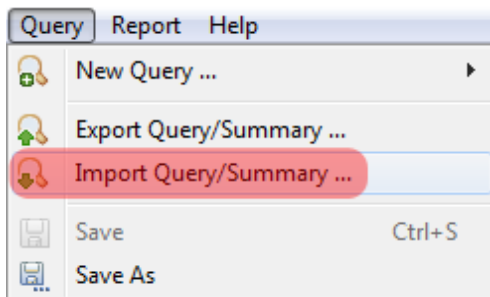 Query Report Help
New Query ...
Export Query/Summary ...
Import Query/Summary ...
Save Ctrl+S
Save As